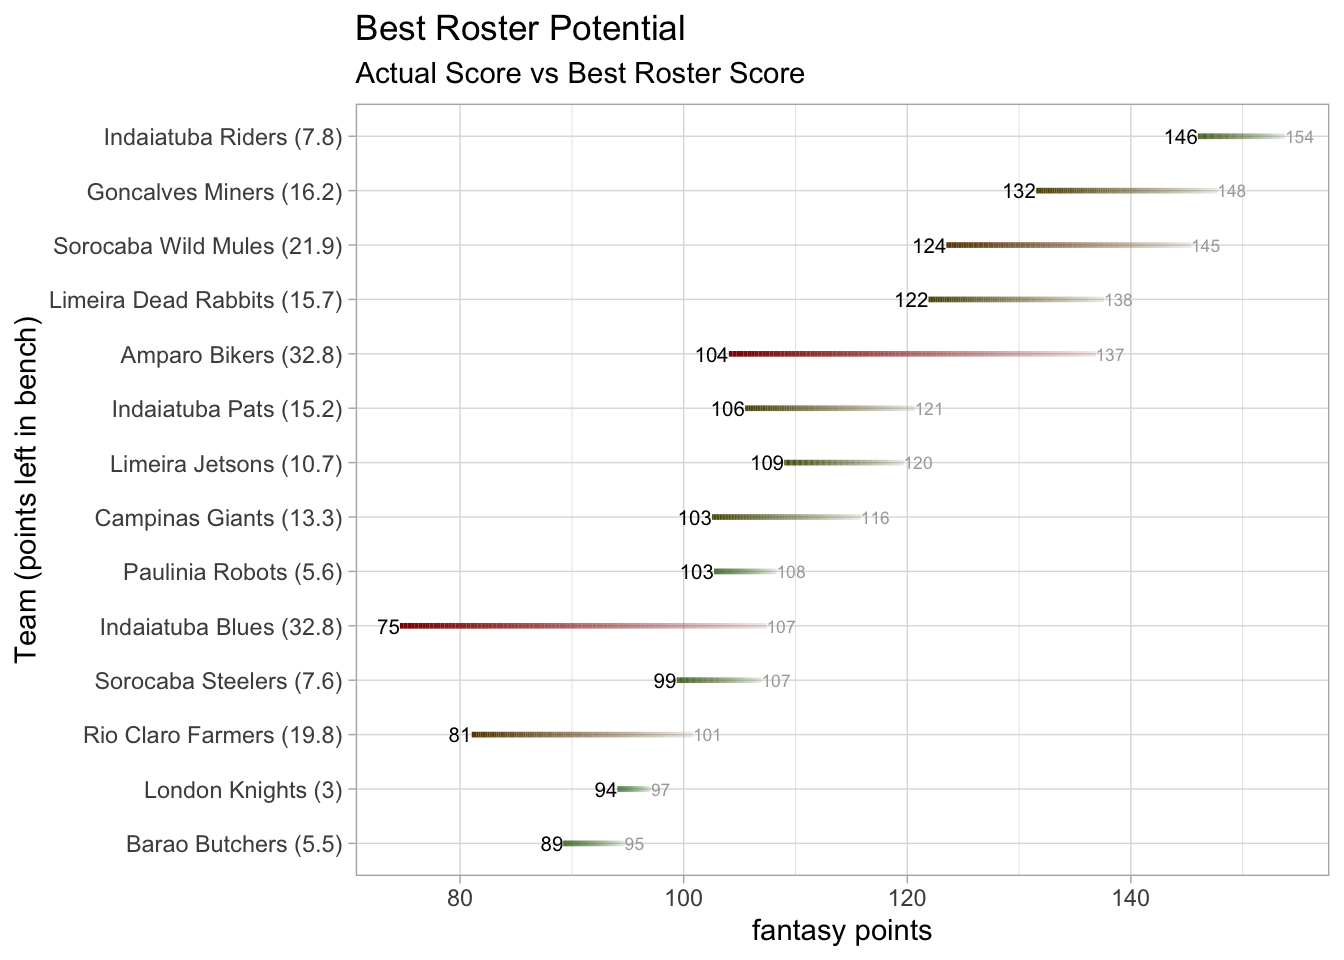 Best Roster Potential
Actual Score vs Best Roster Score
Team (points left in bench)
Indaiatuba Riders (7.8) 146 154
Goncalves Miners (16.2) 132 148
Sorocaba Wild Mules (21.9) 124 145
Limeira Dead Rabbits (15.7) 122 138
Amparo Bikers (32.8) 104 137
Indaiatuba Pats (15.2) 106 121
Limeira Jetsons (10.7) 109 120
Campinas Giants (13.3) 103 116
Paulinia Robots (5.6) 103 108
Indaiatuba Blues (32.8) 75 107
Sorocaba Steelers (7.6) 99 107
Rio Claro Farmers (19.8) 81 101
London Knights (3) 94 97
Barao Butchers (5.5) 89 95
80 100 120 140
fantasy points